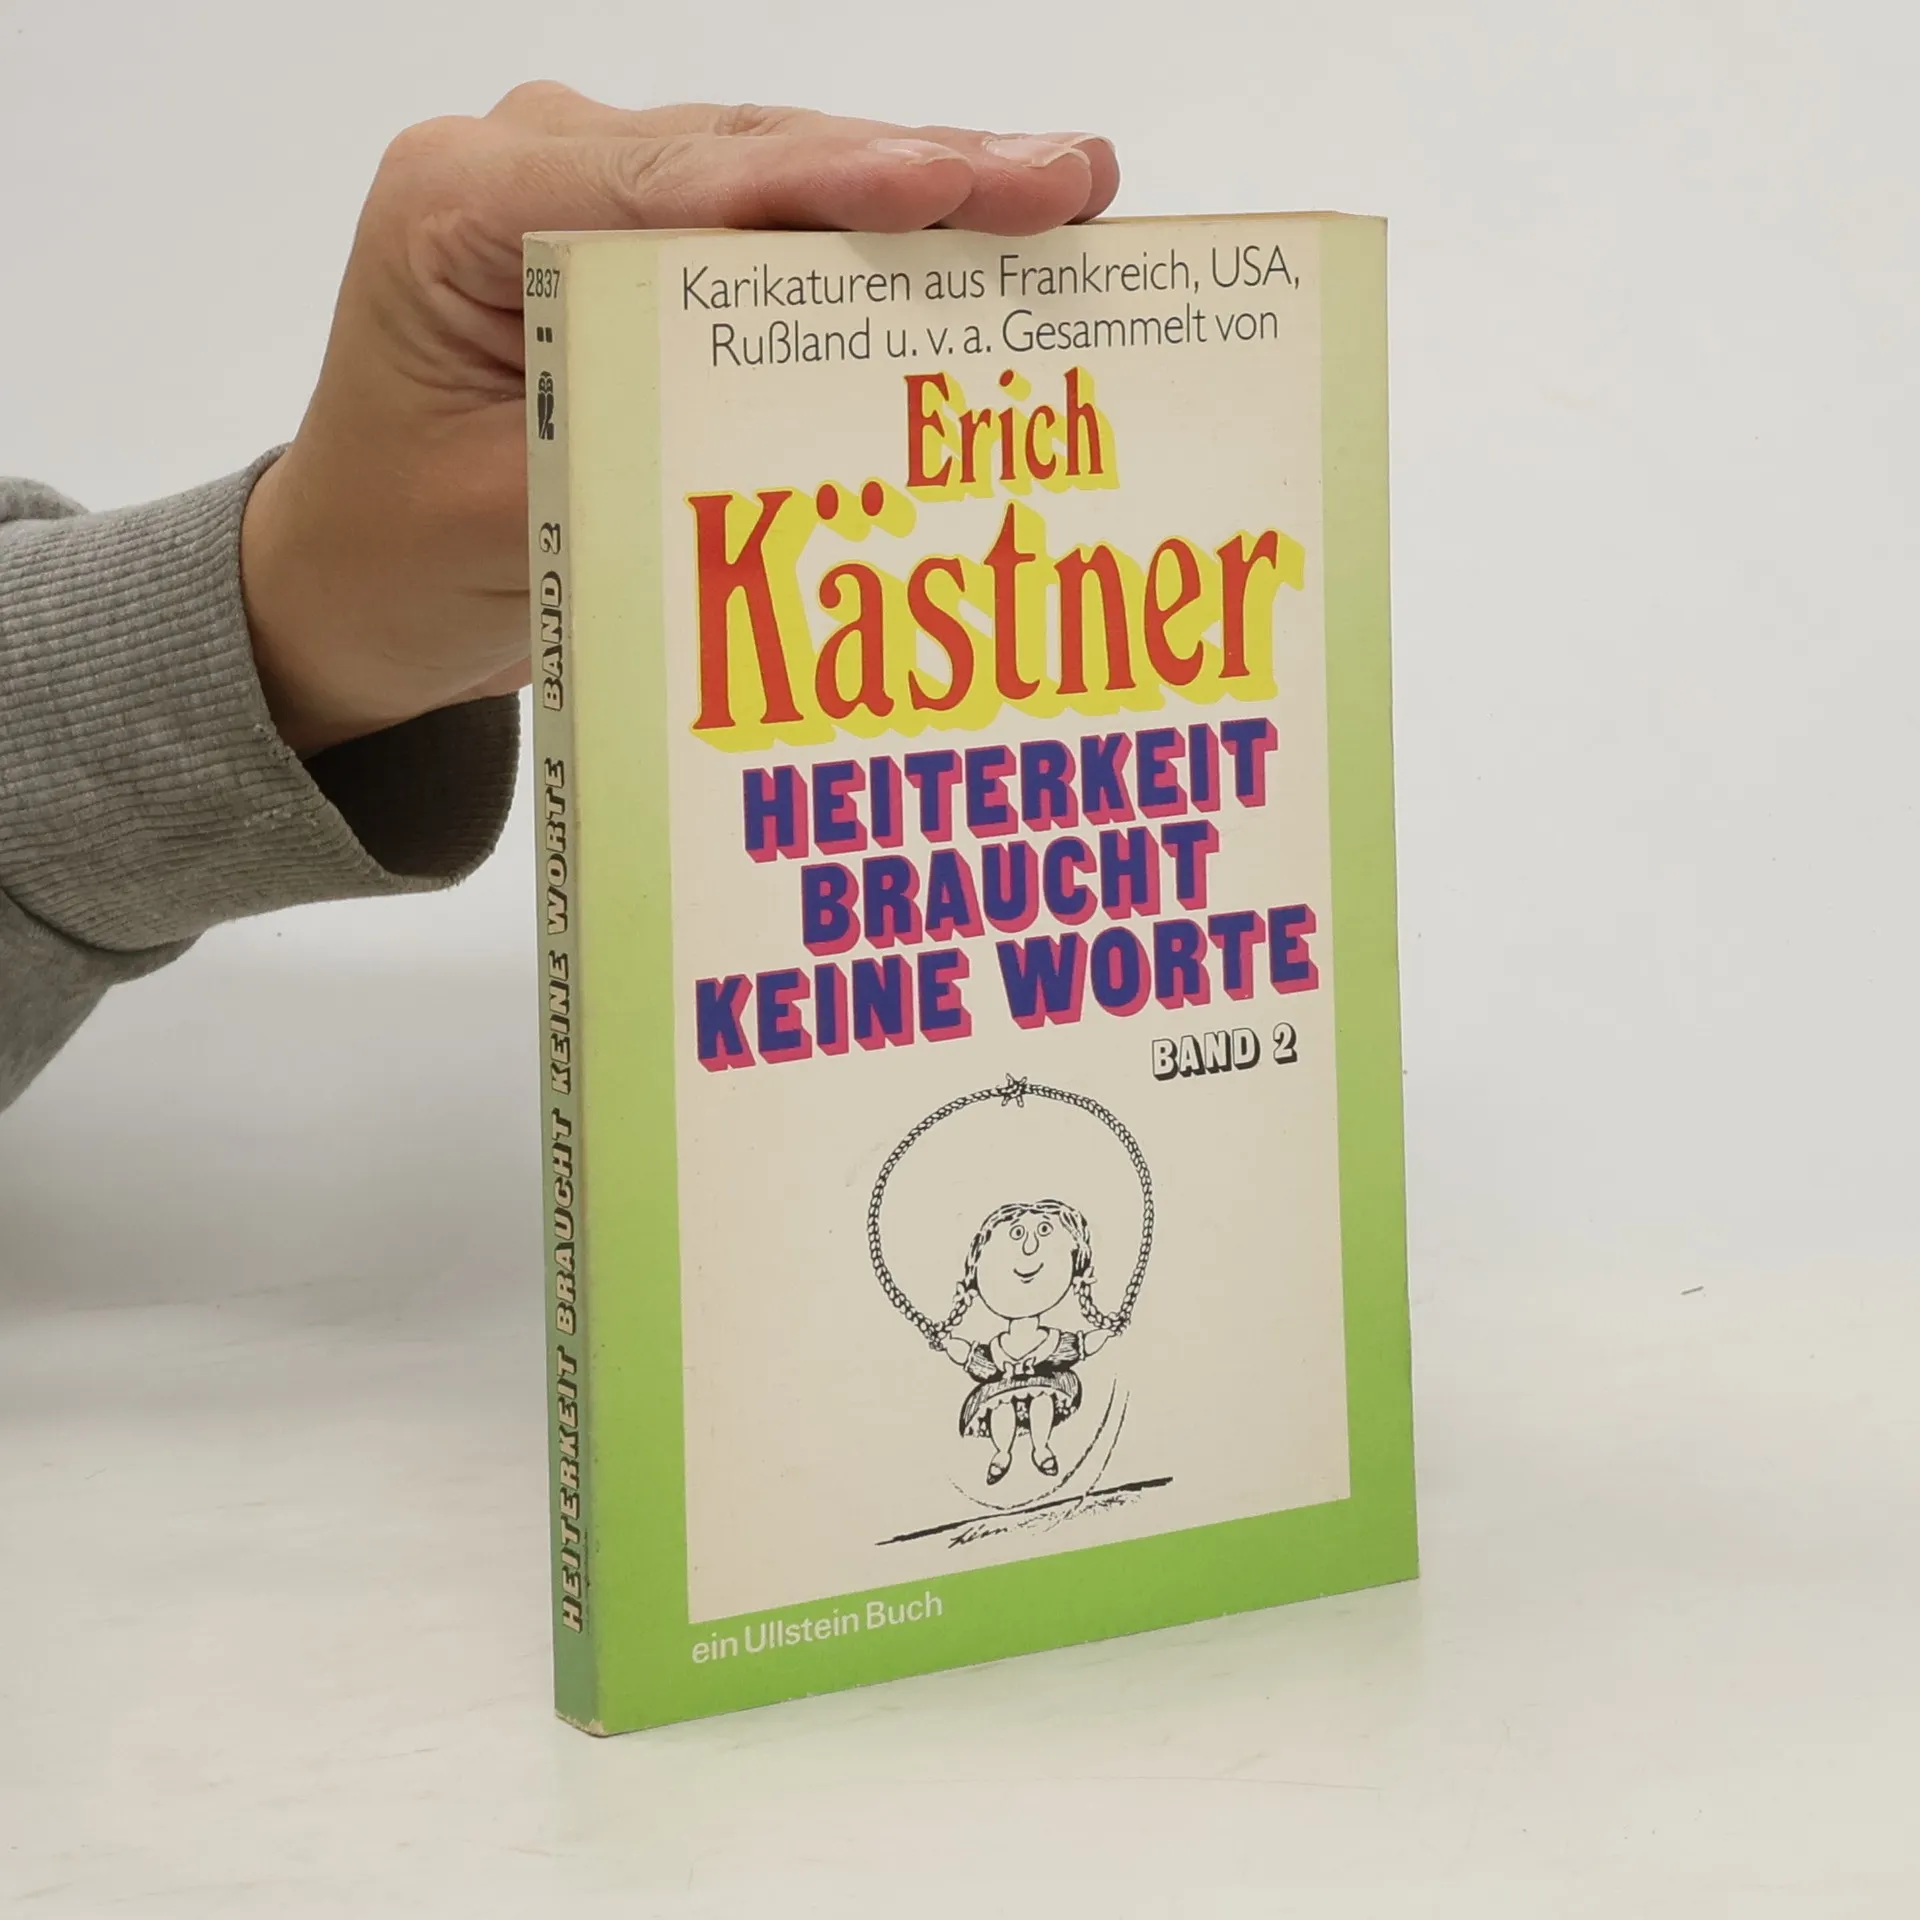 Karikaturen aus Frankreich, USA,
Rußland u. v. a. Gesammelt von
Erich
Kästner
HEITERKEIT
BRAUCHT
KEINE WORTE
BAND 2
ein Ullstein Buch
2837
HEITERKEIT BRAUCHT KEINE WORTE BAND 2